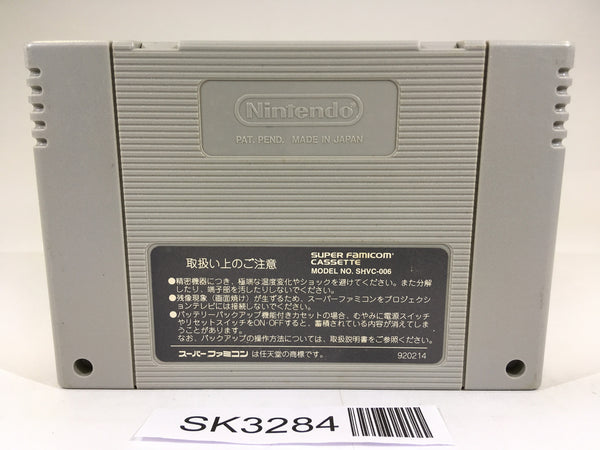 Nintendo
PAT. PEND. MADE IN JAPAN
取扱い上のご注意
SUPER FAMICOM
CASSETTE
MODEL NO. SHVC-006
●精密機器につき、極端な温度変化やショックを避けてください。また分解
したり、端子部を汚したりしないでください。
●残像現象（画面焼け）が生ずるため、スーパーファミコンをプロジェクシ
ョンテレビには接続しないでください。
●バッテリーバックアップ機能付きカセットの場合、むやみに電源スイッチ
やリセットスイッチをON・OFFすると、蓄積されている内容が消えてしま
うことがあります。
なお、バックアップの操作方法については、取扱説明書をご参照ください。
スーパーファミコン は任天堂の商標です。
920214
SK3284